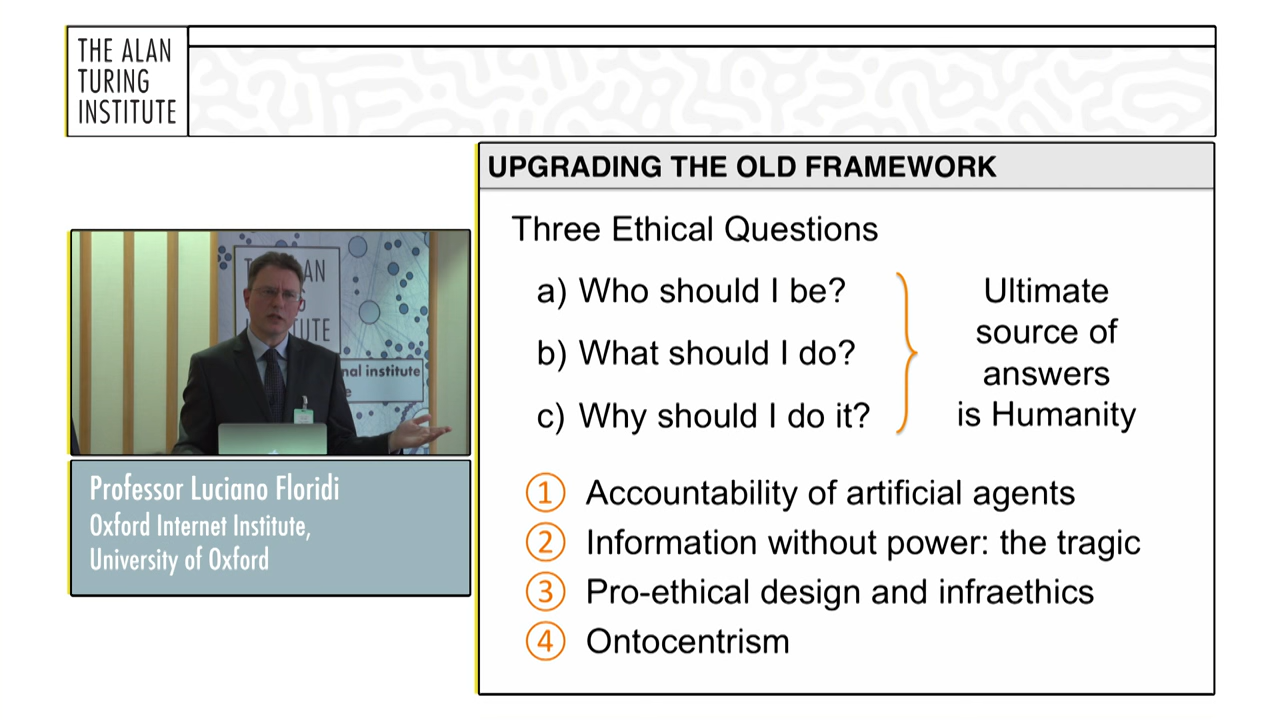 THE ALAN
TURING
INSTITUTE
UPGRADING THE OLD FRAMEWORK
Three Ethical Questions
a) Who should I be?
b) What should I do?
c) Why should I do it?
Ultimate
source of
answers
is Humanity
1 Accountability of artificial agents
2 Information without power: the tragic
3 Pro-ethical design and infraethics
4 Ontocentrism
nal institute
Professor Luciano Floridi
Oxford Internet Institute,
University of Oxford